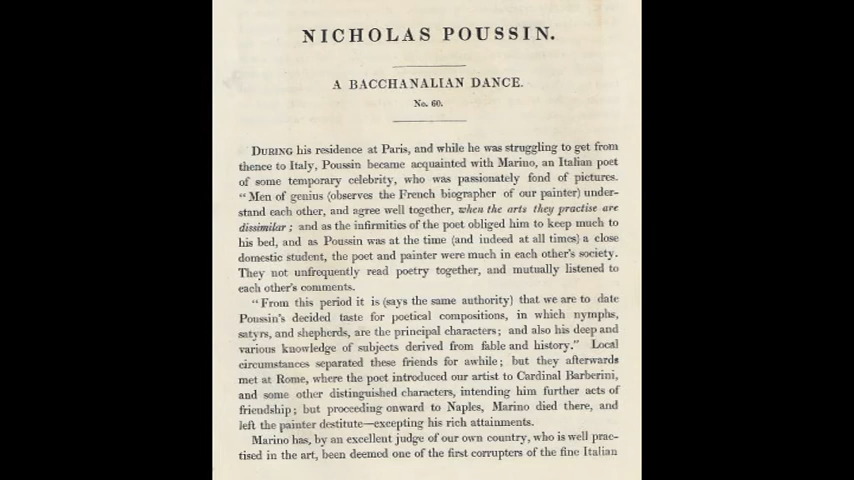 NICHOLAS POUSSIN.
A BACCHANALIAN DANCE.
No. 60.
DURING his residence at Paris, and while he was struggling to get from
thence to Italy, Poussin became acquainted with Marino, an Italian poet
of some temporary celebrity, who was passionately fond of pictures.
“Men of genius (observes the French biographer of our painter) under-
stand each other, and agree well together, when the arts they practise are
dissimilar; and as the infirmities of the poet obliged him to keep much to
his bed, and as Poussin was at the time (and indeed at all times) a close
domestic student, the poet and painter were much in each other's society.
They not unfrequently read poetry together, and mutually listened to
each other's comments.
“From this period it is (says the same authority) that we are to date
Poussin's decided taste for poetical compositions, in which nymphs,
satyrs, and shepherds, are the principal characters; and also his deep and
various knowledge of subjects derived from fable and history.” Local
circumstances separated these friends for awhile; but they afterwards
met at Rome, where the poet introduced our artist to Cardinal Barberini,
and some other distinguished characters, intending him further acts of
friendship; but proceeding onward to Naples, Marino died there, and
left the painter destitute—excepting his rich attainments.
Marino has, by an excellent judge of our own country, who is well prac-
tised in the art, been deemed one of the first corrupters of the fine Italian